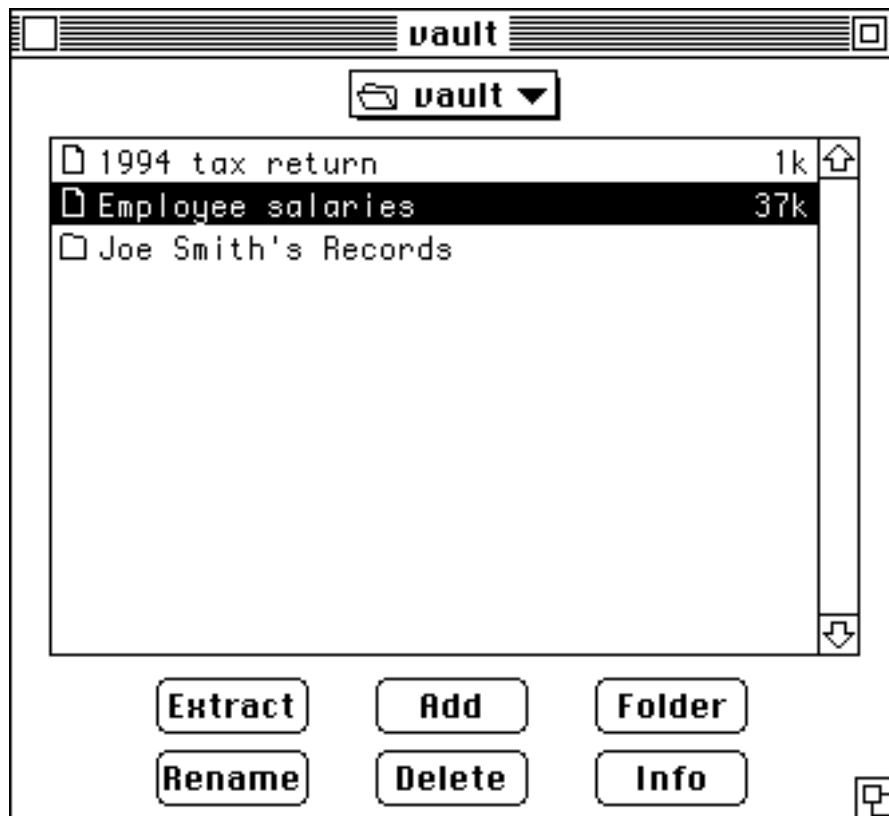 vault
vault
1994 tax return 1k
Employee salaries 37k
Joe Smith's Records
Extract Add Folder
Rename Delete Info